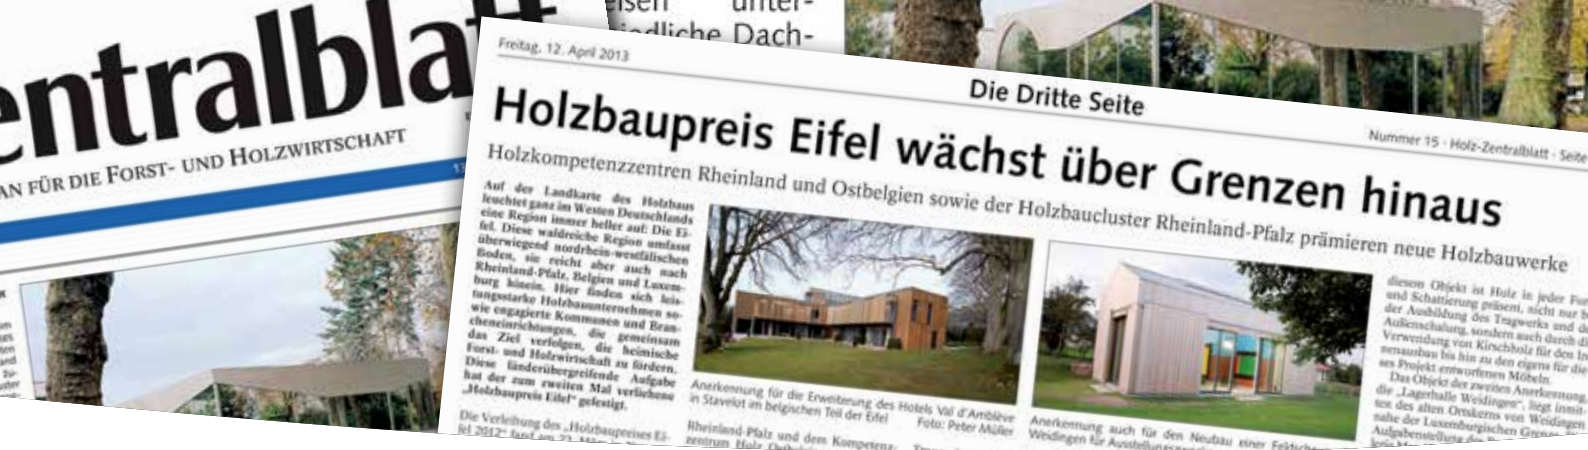 entralblatt
AN FÜR DIE FORST- UND HOLZWIRTSCHAFT
eisen unter-
iedliche Dach-
Freitag, 12. April 2013
Die Dritte Seite
Nummer 15 · Holz-Zentralblatt · Seite
Holzbaupreis Eifel wächst über Grenzen hinaus
Holzkompetenzzentren Rheinland und Ostbelgien sowie der Holzbaucluster Rheinland-Pfalz prämieren neue Holzbauwerke
Auf der Landkarte des Holzbaus
leuchtet ganz im Westen Deutschlands
eine Region immer heller auf: Die Ei-
fel. Diese waldreiche Region umfasst
überwiegend nordrhein-westfälischen
Boden, sie reicht aber auch nach
Rheinland-Pfalz, Belgien und Luxem-
burg hinein. Hier finden sich leis-
tungsstarke Holzbauunternehmen so-
wie engagierte Kommunen und Bran-
cheneinrichtungen, die gemeinsam
das Ziel verfolgen, die heimische
Forst- und Holzwirtschaft zu fördern.
Diese länderübergreifende Aufgabe
hat der zum zweiten Mal verliehene
„Holzbaupreis Eifel“ gefestigt.
Die Verleihung des „Holzbaupreises Ei-
fel 2012“ fand am 22.
Anerkennung für die Erweiterung des Hotels Val d'Amblève
in Stavelot im belgischen Teil der Eifel Foto: Peter Müller
Rheinland-Pfalz und dem Kompetenz-
zentrum Holz
Anerkennung auch für den Neubau einer
Weidingen für
diesem Objekt ist Holz in jeder
und Schattierung präsent, nicht nur
der Ausbildung des Tragwerks und
Außenschalung, sondern auch durch
Verwendung von Kirschholz für den
nenausbau bis hin zu den eigens für
ses Projekt entworfenen Möbeln.
Das Objekt der zweiten Anerkennung,
die „Lagerhalle Weidingen“, liegt
ten des alten Ortskerns von Weidingen
nahe der Luxemburgischen
Aufgabenstellung